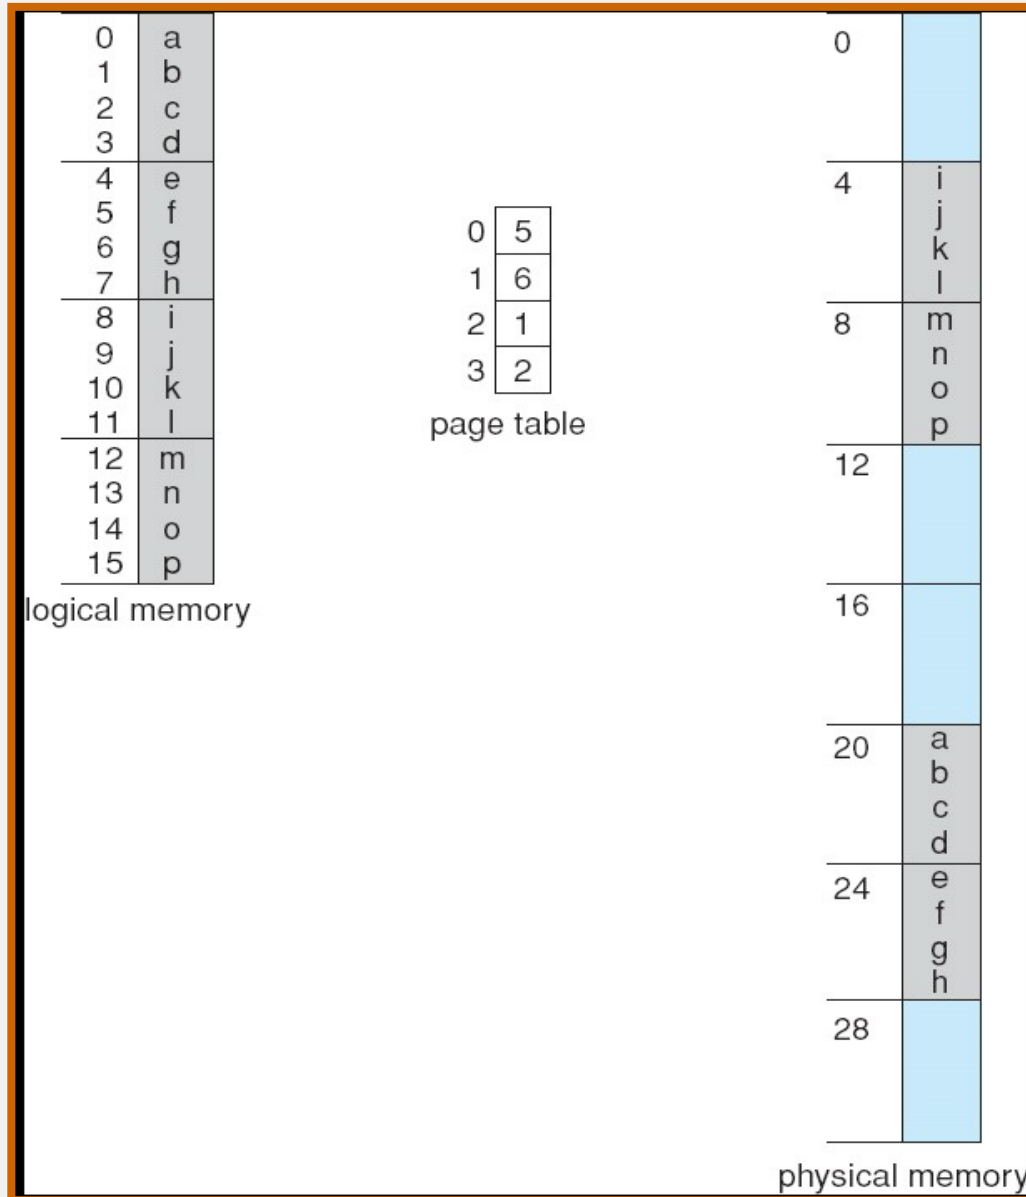 0 a
1 b
2 c
3 d
4 e
5 f
6 g
7 h
8 i
9 j
10 k
11 l
12 m
13 n
14 o
15 p
logical memory
0 5
1 6
2 1
3 2
page table
0
4 i
j
k
l
8 m
n
o
p
12
16
20 a
b
c
d
24 e
f
g
h
28
physical memory